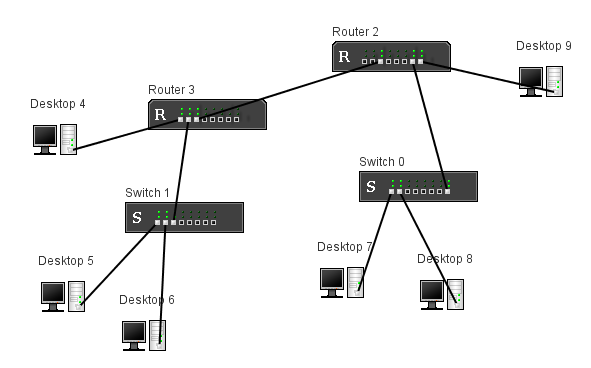 Router 2
R
Desktop 9
Router 3
R
Desktop 4
Switch 0
S
Switch 1
S
Desktop 7
Desktop 8
Desktop 5
Desktop 6